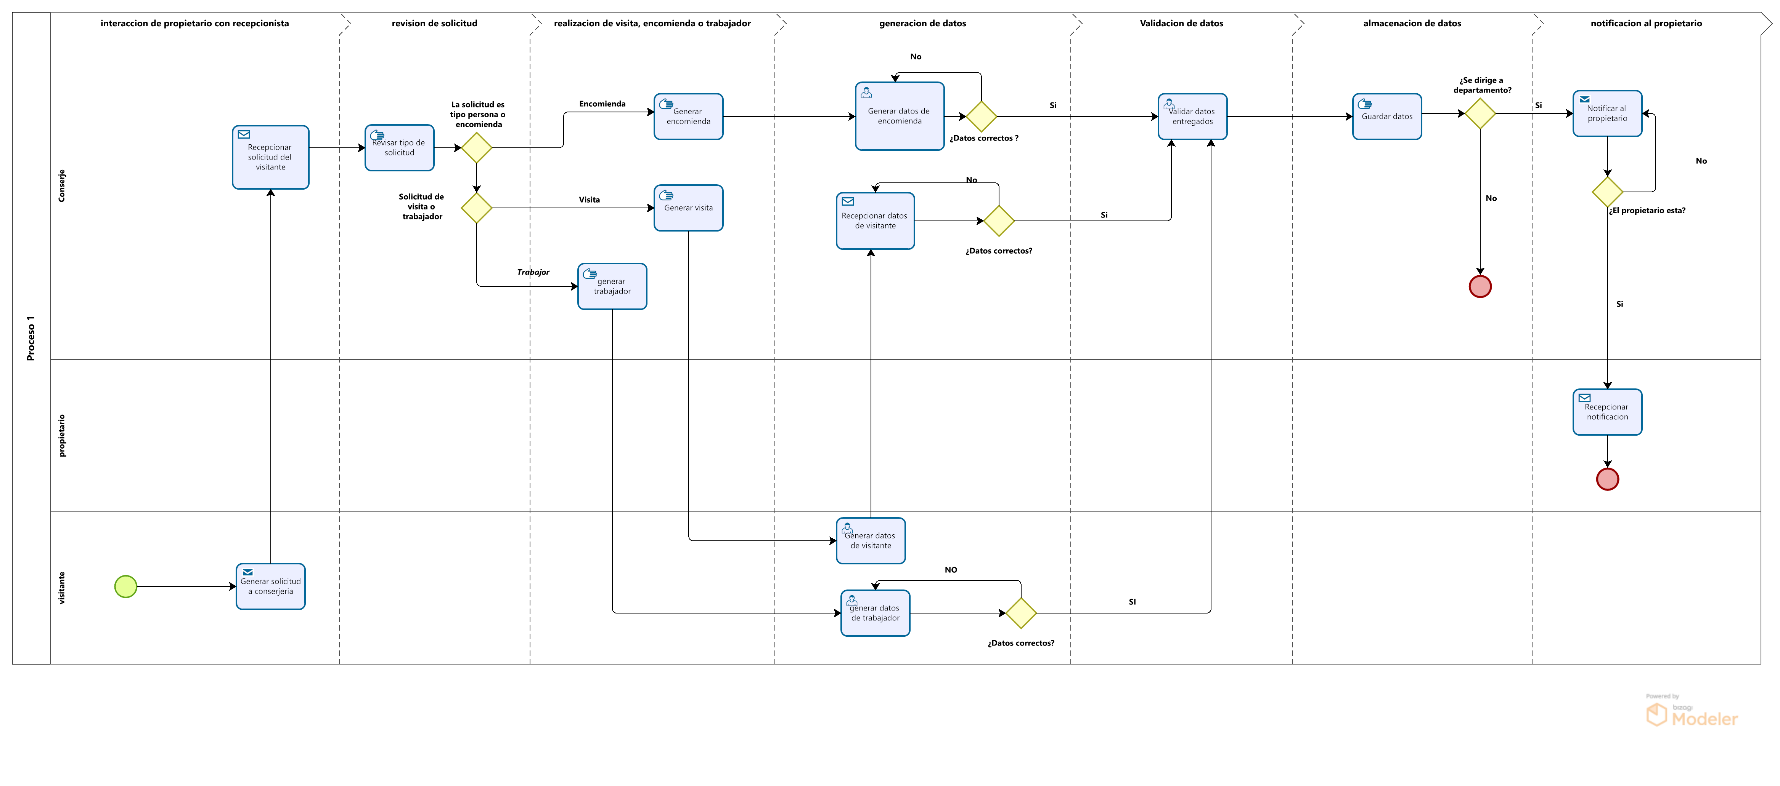 interaccion de propietario con recepcionista
revision de solicitud
realizacion de visita, encomienda o trabajador
generacion de datos
Validacion de datos
almacenacion de datos
notificacion al propietario
Proceso 1
Conserje
Recepcionar
solicitud del
visitante
Revisar tipo de
solicitud
La solicitud es
tipo persona o
encomienda
Encomienda
Generar
encomienda
No
Generar datos de
encomienda
¿Datos correctos ?
Si
Validar datos
entregados
Guardar datos
¿Se dirige a
departamento?
Si
No
Notificar al
propietario
No
¿El propietario esta?
Si
Solicitud de
visita o
trabajador
Visita
Generar visita
No
Recepcionar datos
de visitante
¿Datos correctos?
Si
Trabajor
generar
trabajador
propietario
Recepcionar
notificacion
visitante
Generar solicitud
a conserjeria
Generar datos
de visitante
NO
generar datos
de trabajador
¿Datos correctos?
SI
Powered by
bizagi
Modeler